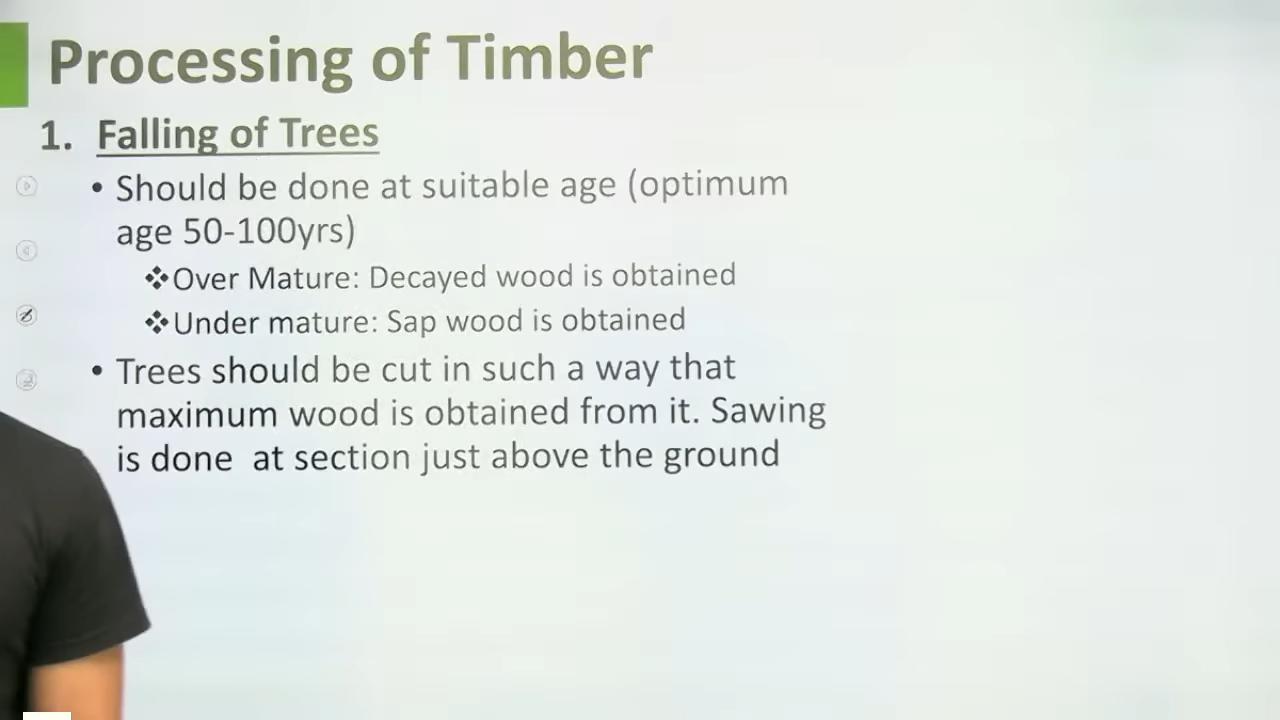 Processing of Timber
1. Falling of Trees
• Should be done at suitable age (optimum
age 50-100yrs)
❖Over Mature: Decayed wood is obtained
❖Under mature: Sap wood is obtained
• Trees should be cut in such a way that
maximum wood is obtained from it. Sawing
is done at section just above the ground